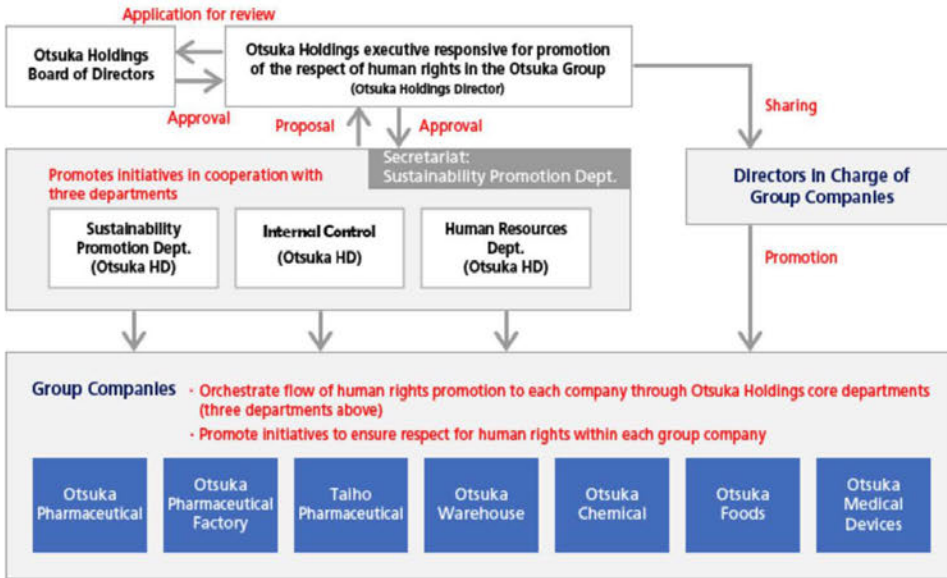 Application for review
Otsuka Holdings
Board of Directors
Otsuka Holdings executive responsive for promotion
of the respect of human rights in the Otsuka Group
(Otsuka Holdings Director)
Approval
Proposal
Approval
Sharing
Promotes initiatives in cooperation with
three departments
Secretariat:
Sustainability Promotion Dept.
Directors in Charge of
Group Companies
Sustainability
Promotion Dept.
(Otsuka HD)
Internal Control
(Otsuka HD)
Human Resources
Dept.
(Otsuka HD)
Promotion
Group Companies
· Orchestrate flow of human rights promotion to each company through Otsuka Holdings core departments
(three departments above)
· Promote initiatives to ensure respect for human rights within each group company
Otsuka
Pharmaceutical
Otsuka
Pharmaceutical
Factory
Taiho
Pharmaceutical
Otsuka
Warehouse
Otsuka
Chemical
Otsuka
Foods
Otsuka
Medical
Devices